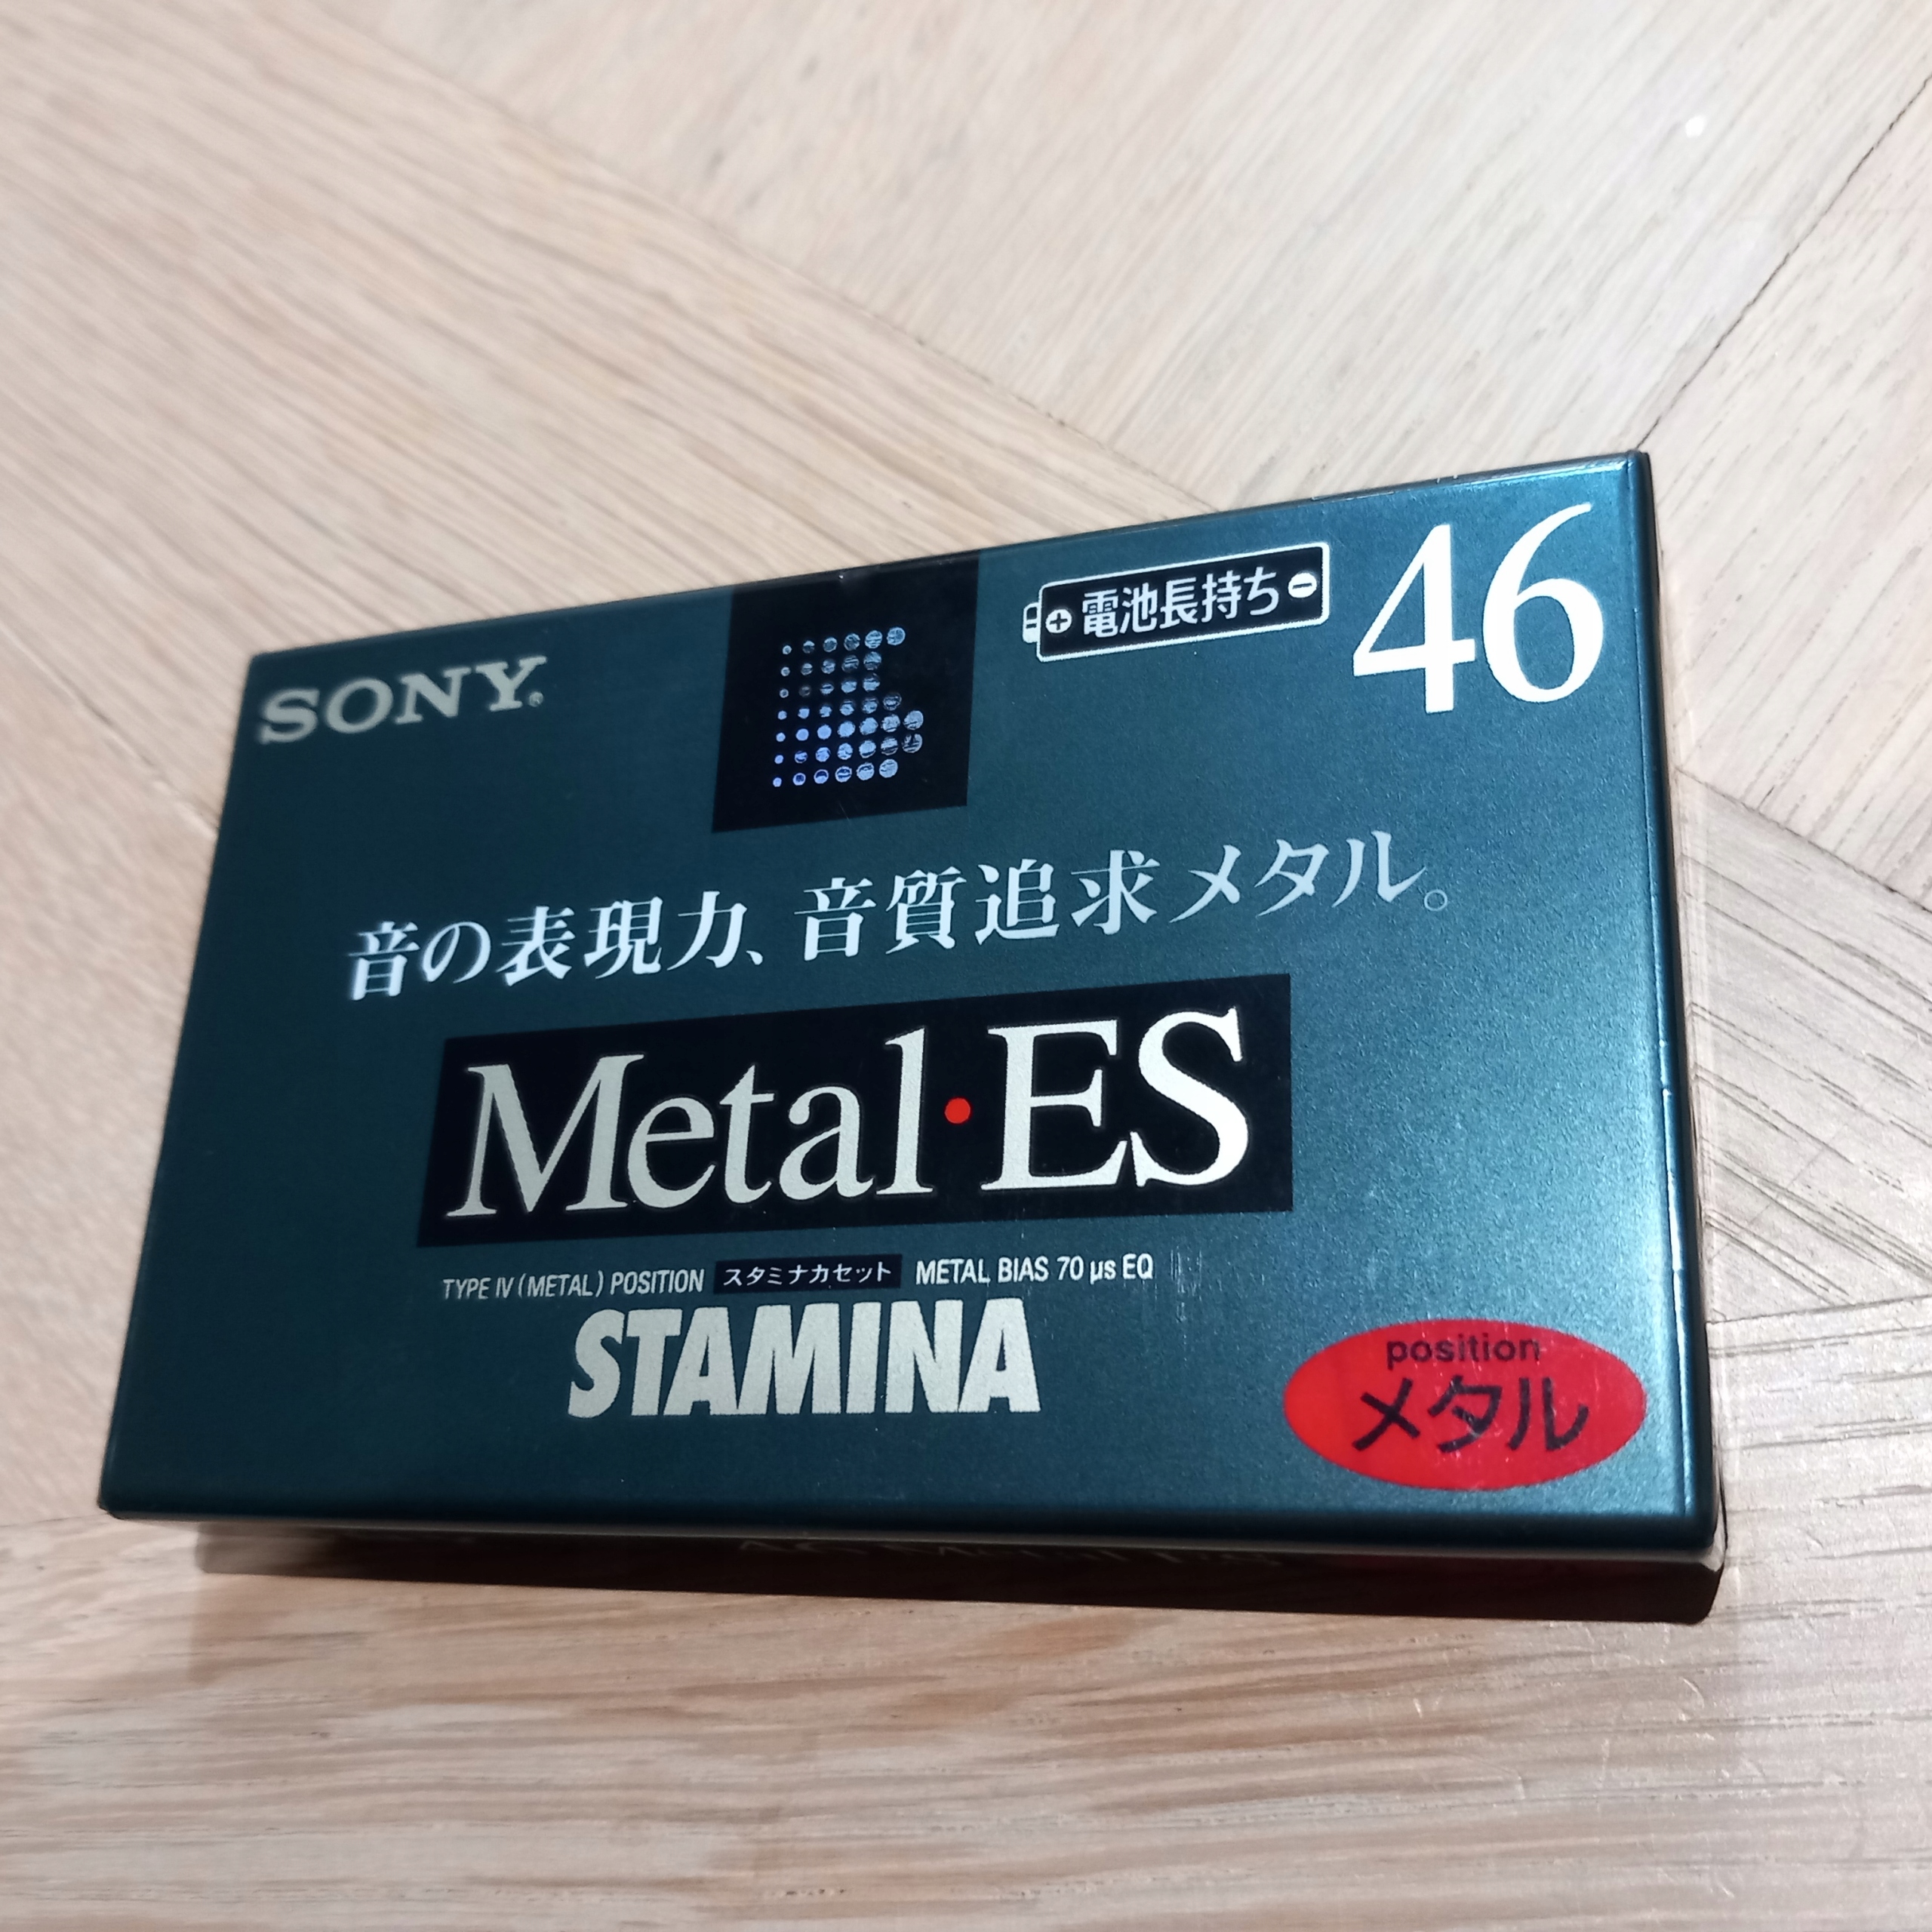 SONY®
電池長持ち
46
音の表現力、音質追求メタル。
Metal·ES
TYPE IV (METAL) POSITION スタミナカセット METAL BIAS 70 µs EQ
STAMINA
position
メタル